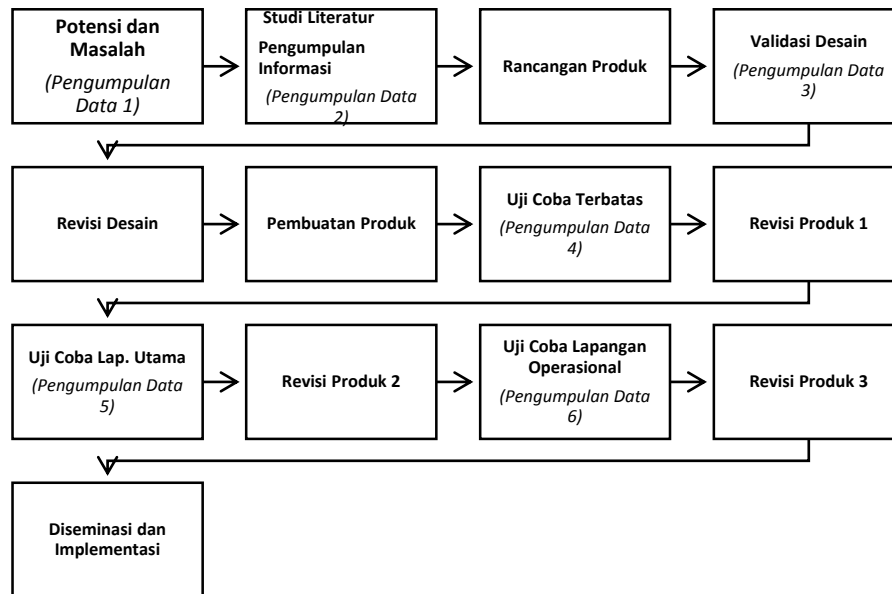 Potensi dan
Masalah
(Pengumpulan
Data 1)
Studi Literatur
Pengumpulan
Informasi
(Pengumpulan Data
2)
Rancangan Produk
Validasi Desain
(Pengumpulan Data
3)
Revisi Desain
Pembuatan Produk
Uji Coba Terbatas
(Pengumpulan Data
4)
Revisi Produk 1
Uji Coba Lap. Utama
(Pengumpulan Data
5)
Revisi Produk 2
Uji Coba Lapangan
Operasional
(Pengumpulan Data
6)
Revisi Produk 3
Diseminasi dan
Implementasi